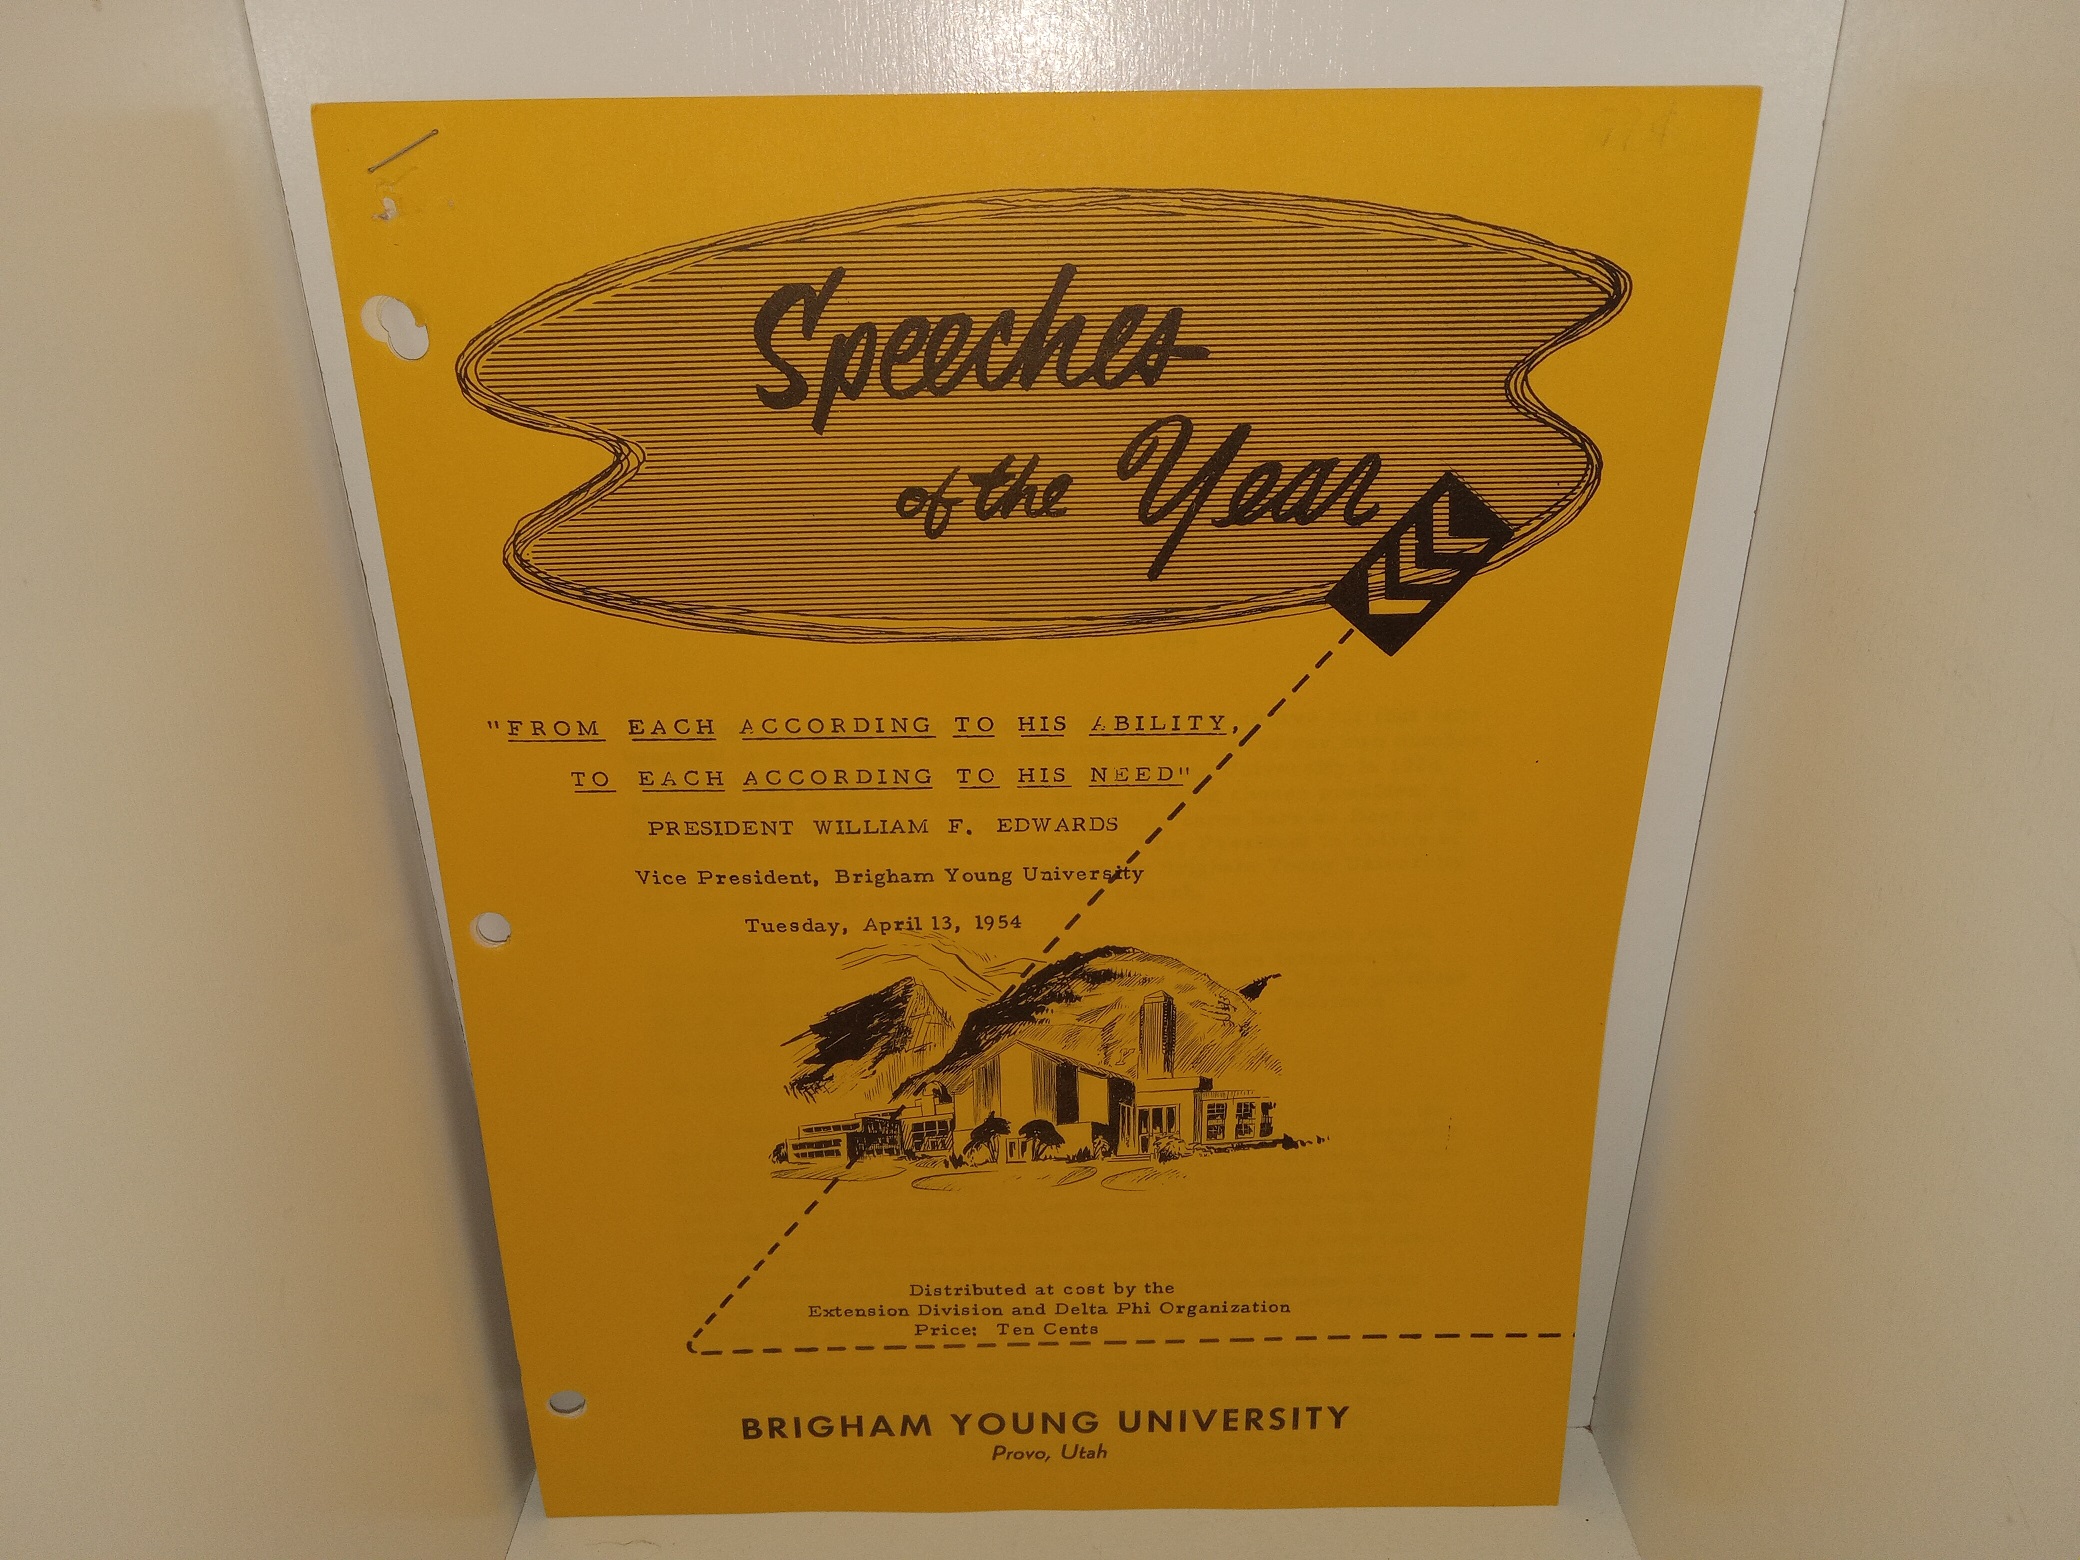 Speeches
of the Year
"FROM EACH ACCORDING TO HIS ABILITY,
TO EACH ACCORDING TO HIS NEED"
PRESIDENT WILLIAM F. EDWARDS
Vice President, Brigham Young University
Tuesday, April 13, 1954
Y
Distributed at cost by the
Extension Division and Delta Phi Organization
Price: Ten Cents
BRIGHAM YOUNG UNIVERSITY
Provo, Utah